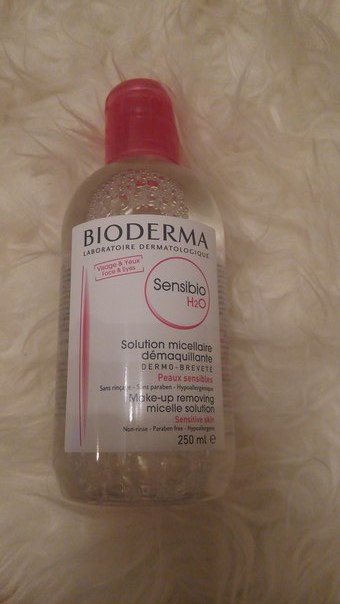 BIODERMA
LABORATOIRE DERMATOLOGIQUE
Visage & Yeux
Face & Eyes
Sensibio
H2O
Solution micellaire
démaquillante
DERMO-BREVETÉ
Peaux sensibles
Sans rinçage - Sans paraben - Hypoallergénique
Make-up removing
micelle solution
Sensitive skin
Non-rinse - Paraben free - Hypoallergenic
250 ml e